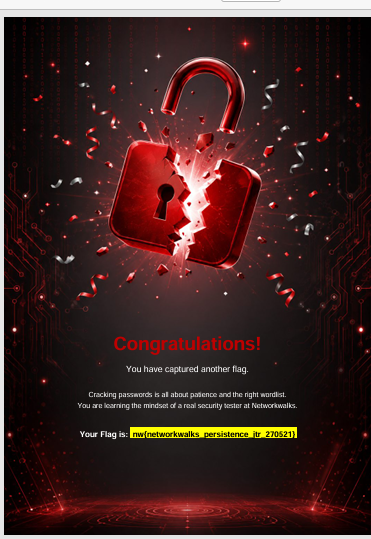 Congratulations!
You have captured another flag.
Cracking passwords is all about patience and the right wordlist.
You are learning the mindset of a real security tester at Networkwalks.
Your Flag is: nw{networkwalks_persistence_jtr_270521}